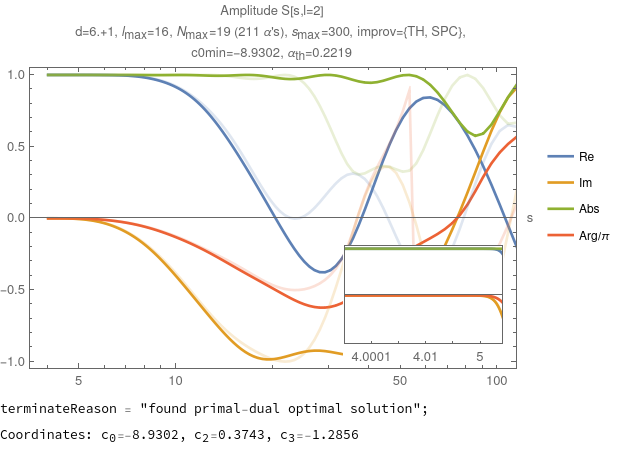 Amplitude S[s,l=2]
d=6.+1, lmax=16, Nmax=19 (211 α's), smax=300, improv={TH, SPC},
c0min=−8.9302, αth=0.2219
1.0
0.5
0.0
−0.5
−1.0
5
10
50
100
s
4.0001
4.01
5
Re
Im
Abs
Arg/π
terminateReason = "found primal-dual optimal solution";
Coordinates: c0=-8.9302, c2=0.3743, c3=-1.2856